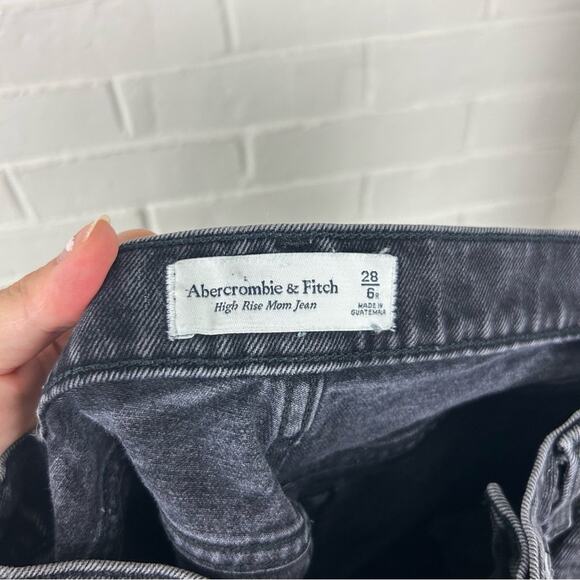 Abercrombie & Fitch
High Rise Mom Jean
28
6R
MADE IN
GUATEMALA